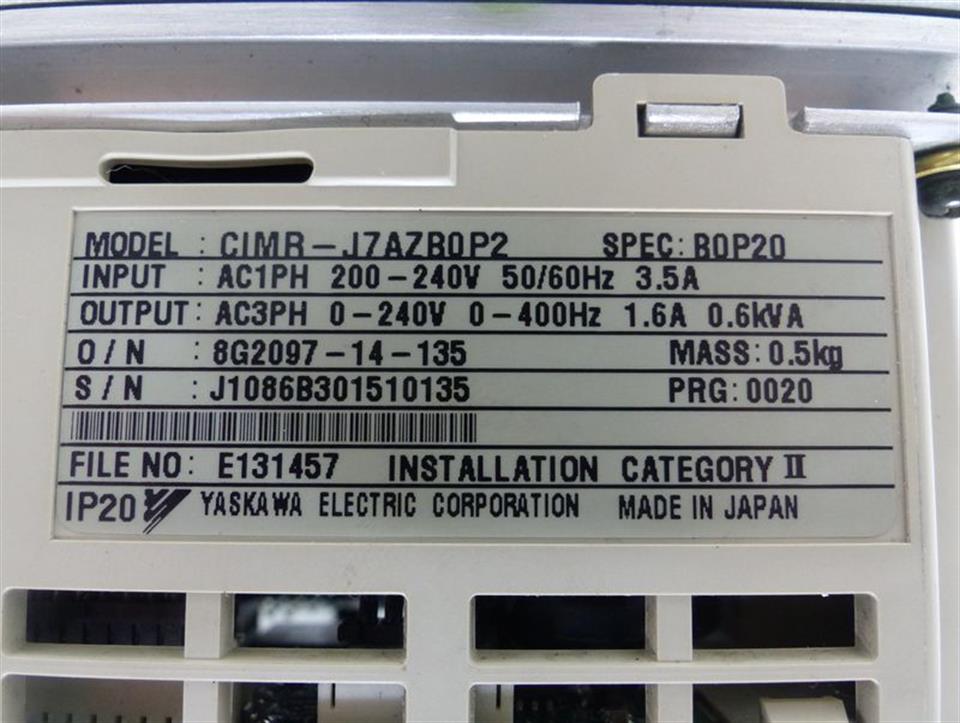 MODEL : CIMR-J7AZB0P2 SPEC: B0P20
INPUT : AC1PH 200-240V 50/60Hz 3.5A
OUTPUT : AC3PH 0-240V 0-400Hz 1.6A 0.6kVA
O/N : 8G2097-14-135 MASS: 0.5kg
S/N : J1086B301510135 PRG: 0020
FILE NO: E131457 INSTALLATION CATEGORY II
IP20 YASKAWA ELECTRIC CORPORATION MADE IN JAPAN